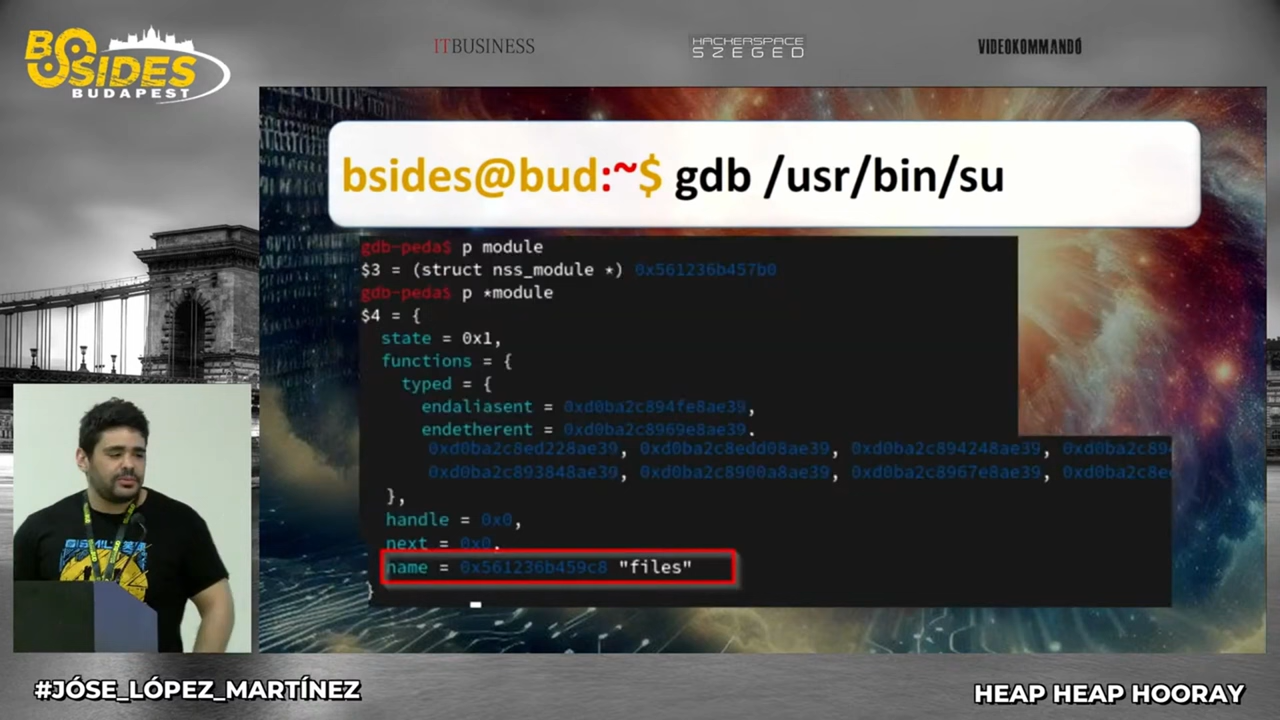 BSIDES
BUDAPEST
ITBUSINESS
HACKERSPACE
SZEGED
VIDEOKOMMANDÓ
bsides@bud:~$ gdb /usr/bin/su
gdb-peda$ p module
$3 = (struct nss_module *) 0x561236b457b0
gdb-peda$ p *module
$4 = {
state = 0x1,
functions = {
typed = {
endaliasent = 0xd0ba2c894fe8ae39,
endetherent = 0xd0ba2c8969e8ae39,
0xd0ba2c8ed228ae39, 0xd0ba2c8edd08ae39, 0xd0ba2c894248ae39, 0xd0ba2c894
0xd0ba2c893848ae39, 0xd0ba2c8900a8ae39, 0xd0ba2c8967e8ae39, 0xd0ba2c8e
},
handle = 0x0,
next = 0x0,
name = 0x561236b459c8 "files"
}
#JÓSE_LÓPEZ_MARTÍNEZ
HEAP HEAP HOORAY